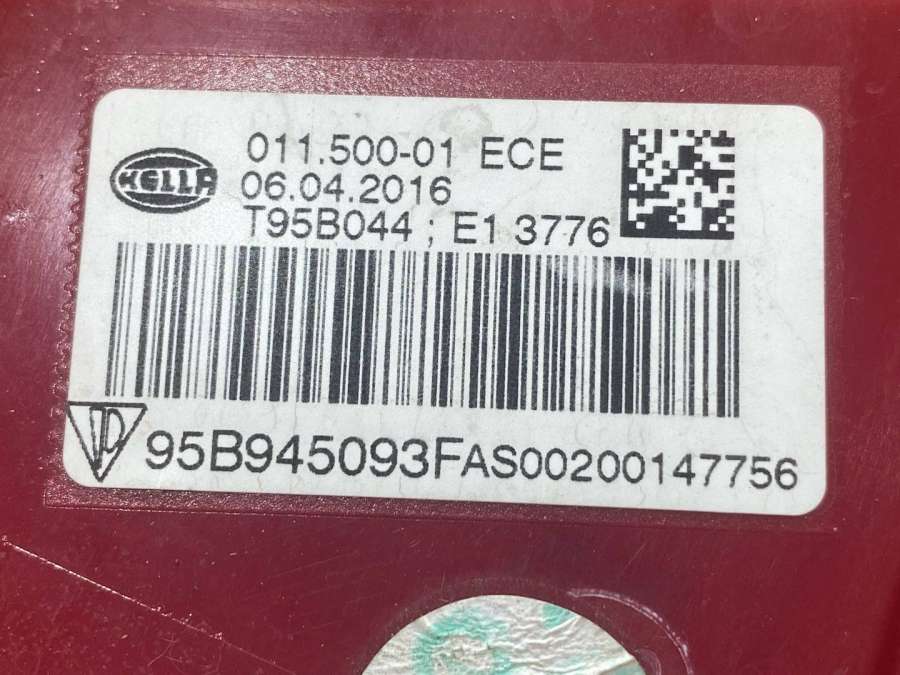 HELLA
011.500-01 ECE
06.04.2016
T95B044 ; E1 3776
95B945093FAS00200147756